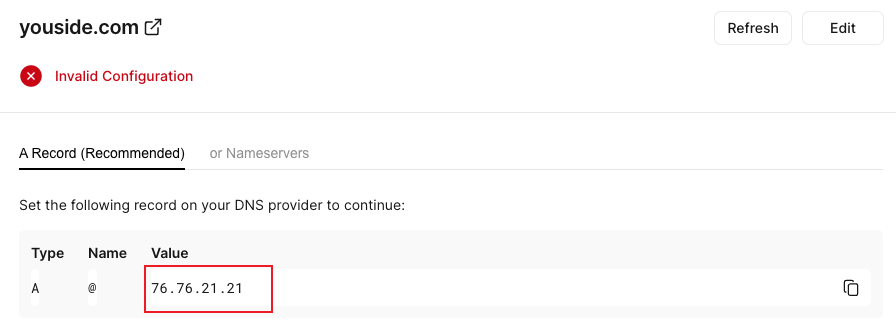 youside.com
Refresh
Edit
Invalid Configuration
A Record (Recommended)
or Nameservers
Set the following record on your DNS provider to continue:
Type Name Value
A @ 76.76.21.21